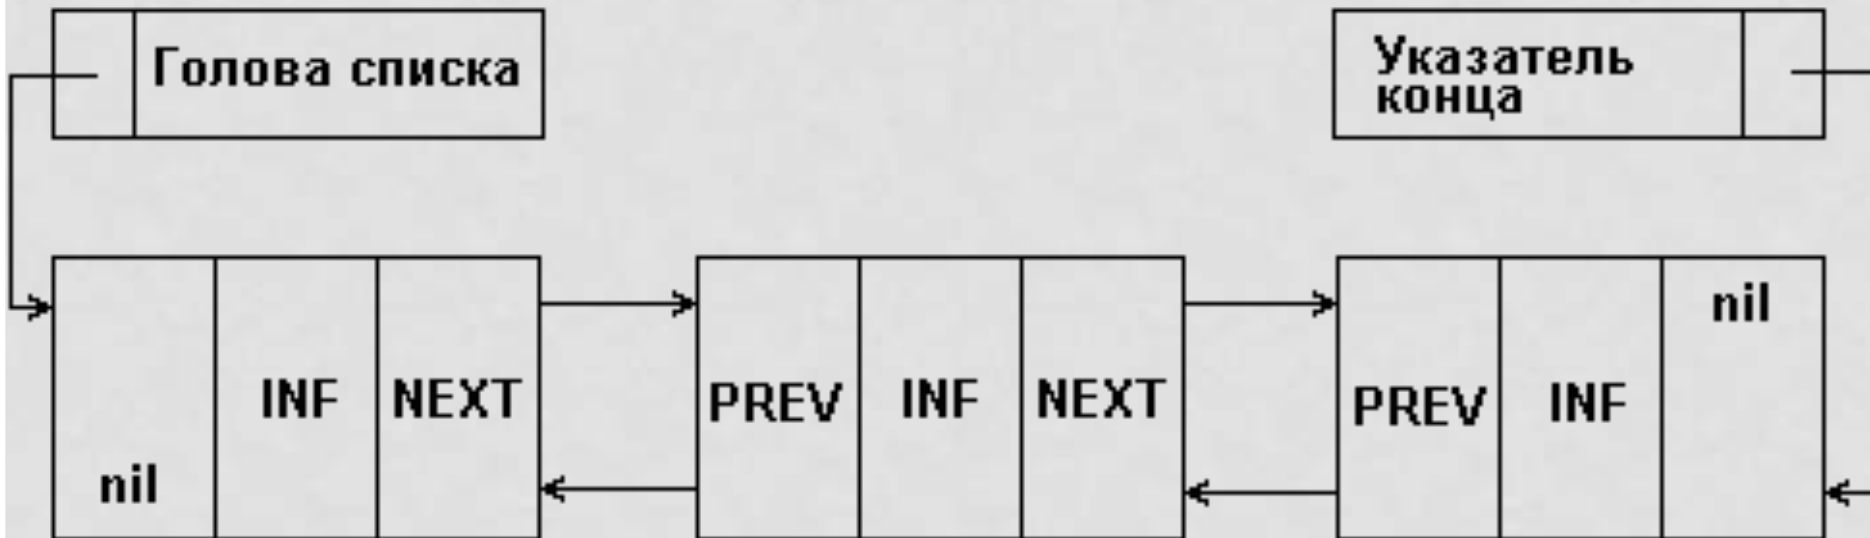 Голова списка
Указатель
конца
INF NEXT
nil
PREV INF NEXT
nil
PREV INF